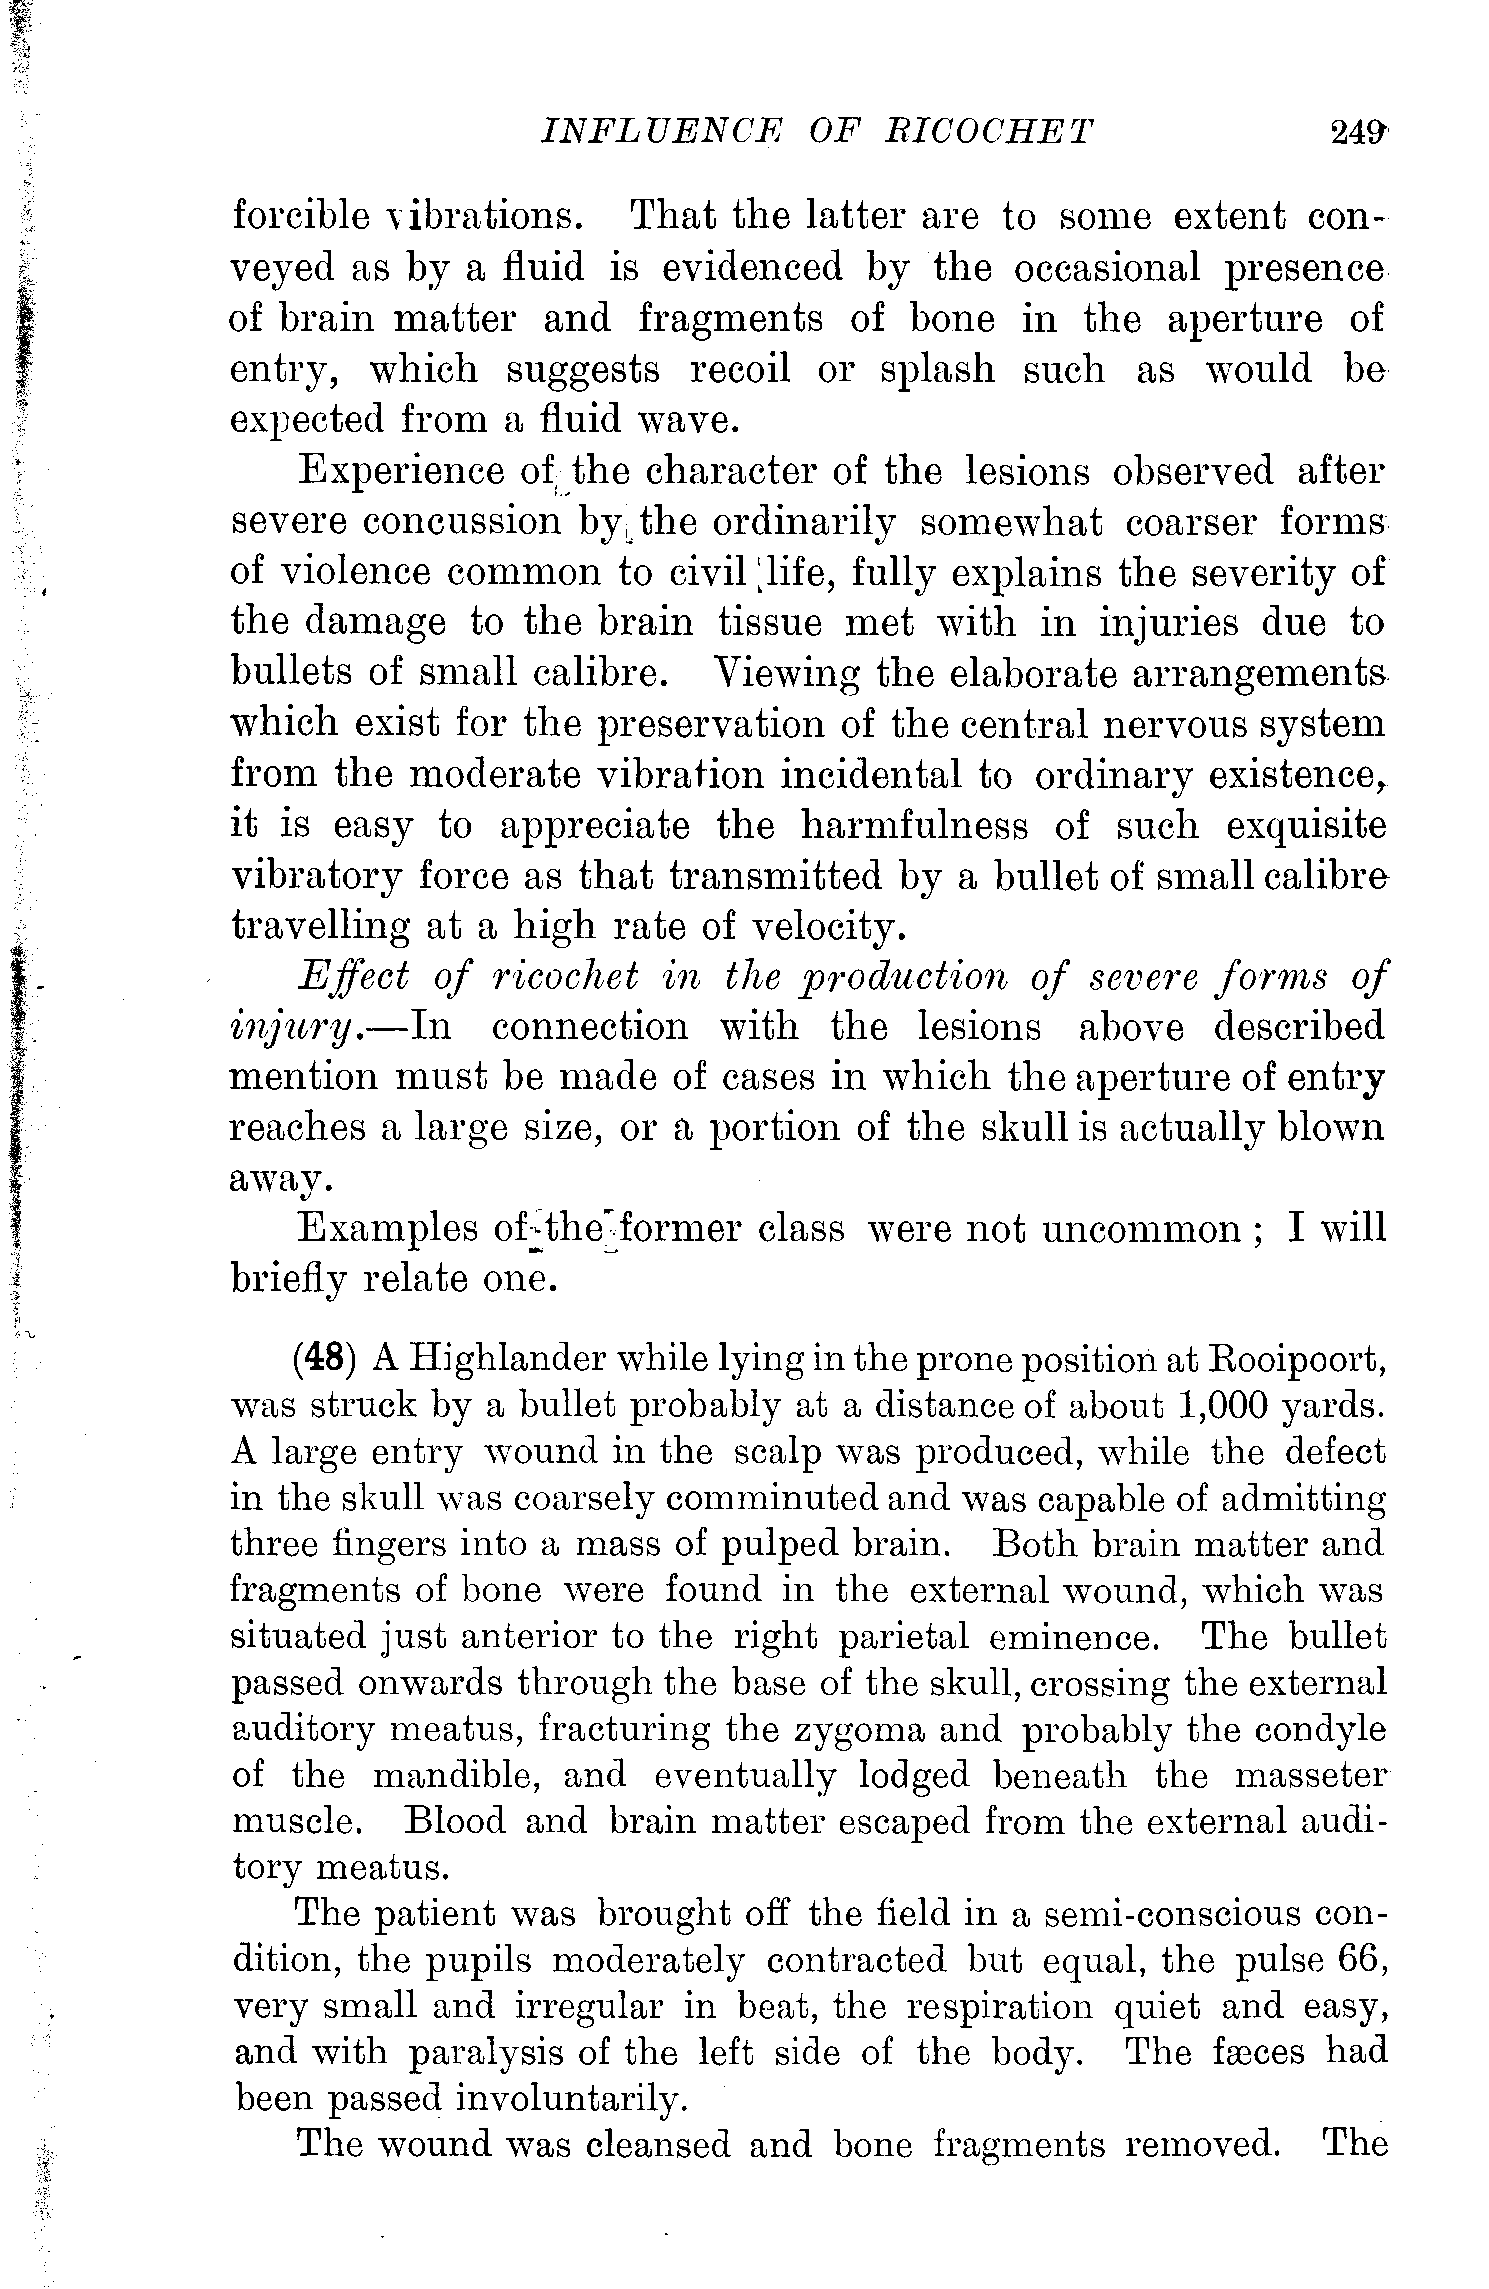 INFLUENCE OF RICOCHET 249
forcible vibrations. That the latter are to some extent con-
veyed as by a fluid is evidenced by the occasional presence
of brain matter and fragments of bone in the aperture of
entry, which suggests recoil or splash such as would be
expected from a fluid wave.
Experience of the character of the lesions observed after
severe concussion by the ordinarily somewhat coarser forms
of violence common to civil life, fully explains the severity of
the damage to the brain tissue met with in injuries due to
bullets of small calibre. Viewing the elaborate arrangements
which exist for the preservation of the central nervous system
from the moderate vibration incidental to ordinary existence,
it is easy to appreciate the harmfulness of such exquisite
vibratory force as that transmitted by a bullet of small calibre
travelling at a high rate of velocity.
Effect of ricochet in the production of severe forms of
injury.—In connection with the lesions above described
mention must be made of cases in which the aperture of entry
reaches a large size, or a portion of the skull is actually blown
away.
Examples of the former class were not uncommon ; I will
briefly relate one.
(48) A Highlander while lying in the prone position at Rooipoort,
was struck by a bullet probably at a distance of about 1,000 yards.
A large entry wound in the scalp was produced, while the defect
in the skull was coarsely comminuted and was capable of admitting
three fingers into a mass of pulped brain. Both brain matter and
fragments of bone were found in the external wound, which was
situated just anterior to the right parietal eminence. The bullet
passed onwards through the base of the skull, crossing the external
auditory meatus, fracturing the zygoma and probably the condyle
of the mandible, and eventually lodged beneath the masseter
muscle. Blood and brain matter escaped from the external audi-
tory meatus.
The patient was brought off the field in a semi-conscious con-
dition, the pupils moderately contracted but equal, the pulse 66,
very small and irregular in beat, the respiration quiet and easy,
and with paralysis of the left side of the body. The fæces had
been passed involuntarily.
The wound was cleansed and bone fragments removed. The